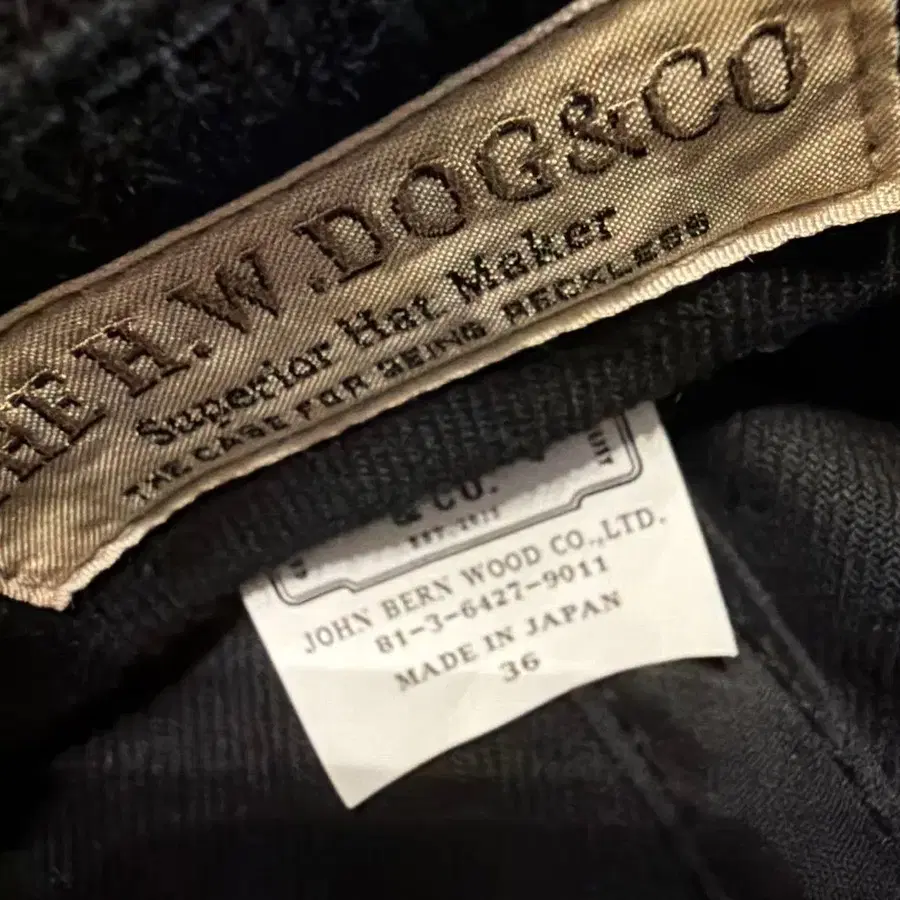 THE H.W.DOG&CO
Superior Hat Maker
THE CASE FOR BEING RECKLESS
& CO.
JOHN BERN WOOD CO.,LTD.
81-3-6427-9011
MADE IN JAPAN
36